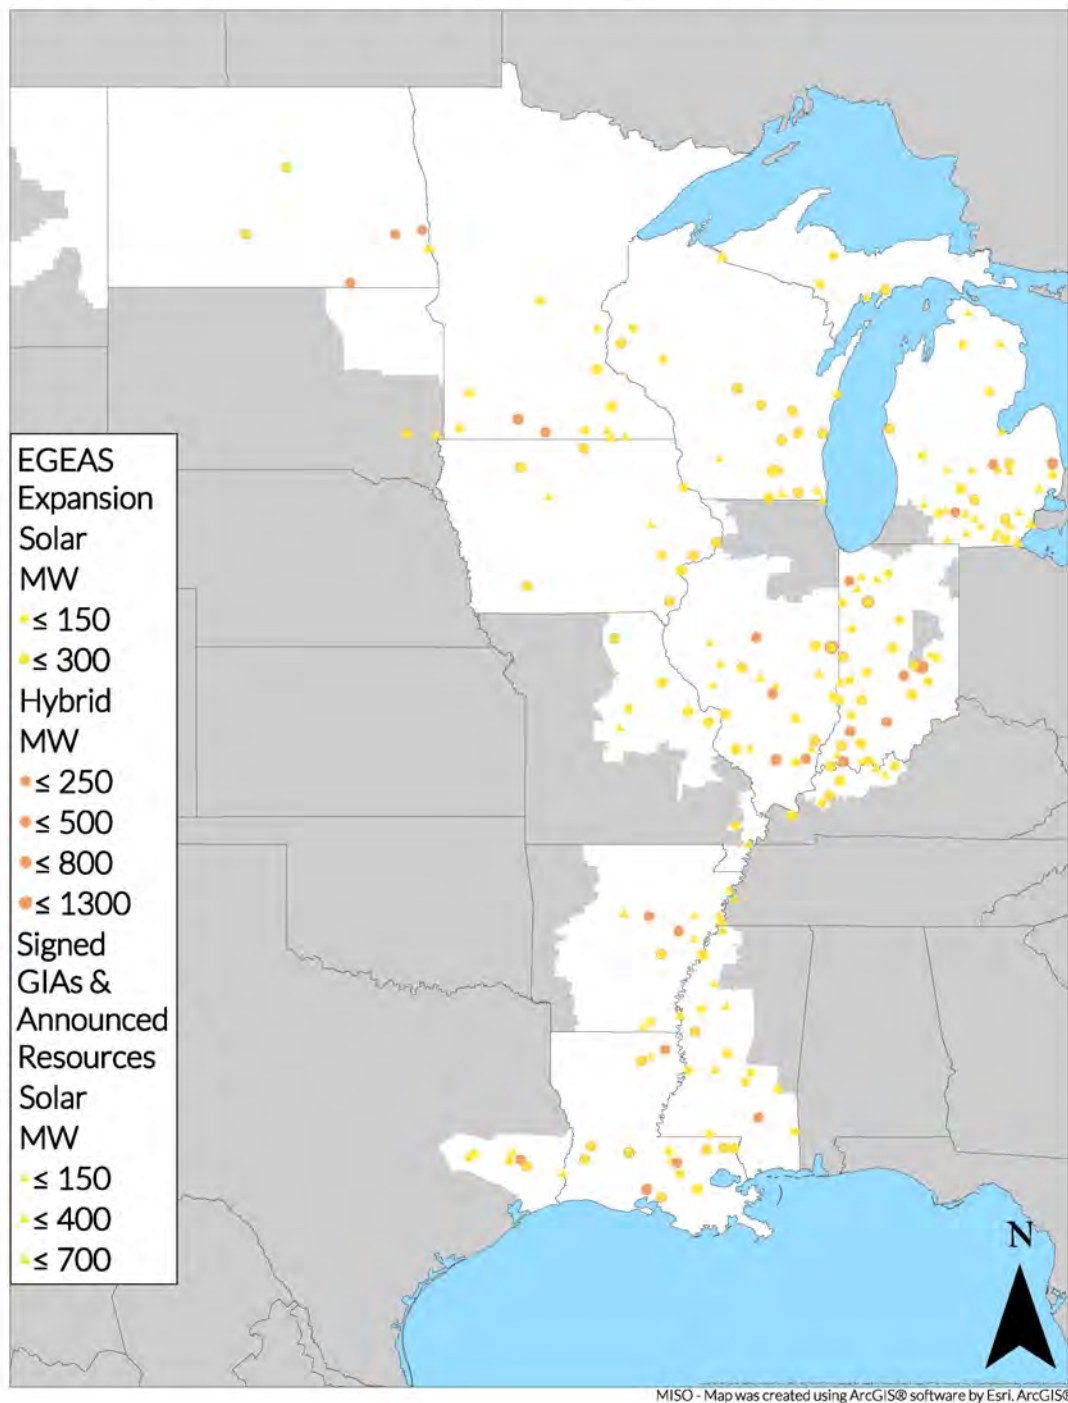 EGEAS
Expansion
Solar
MW
≤ 150
≤ 300
Hybrid
MW
≤ 250
≤ 500
≤ 800
≤ 1300
Signed
GIAs &
Announced
Resources
Solar
MW
≤ 150
≤ 400
≤ 700
N
MISO - Map was created using ArcGIS® software by Esri. ArcGIS®